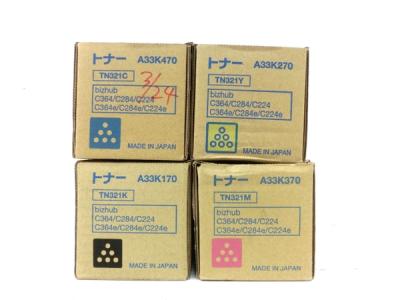 トナー A33K470
TN321C
3/24
bizhub
C364/C284/C224
C364e/C284e/C224e
MADE IN JAPAN
トナー A33K270
TN321Y
bizhub
C364/C284/C224
C364e/C284e/C224e
MADE IN JAPAN
トナー A33K170
TN321K
bizhub
C364/C284/C224
C364e/C284e/C224e
MADE IN JAPAN
トナー A33K370
TN321M
bizhub
C364/C284/C224
C364e/C284e/C224e
MADE IN JAPAN